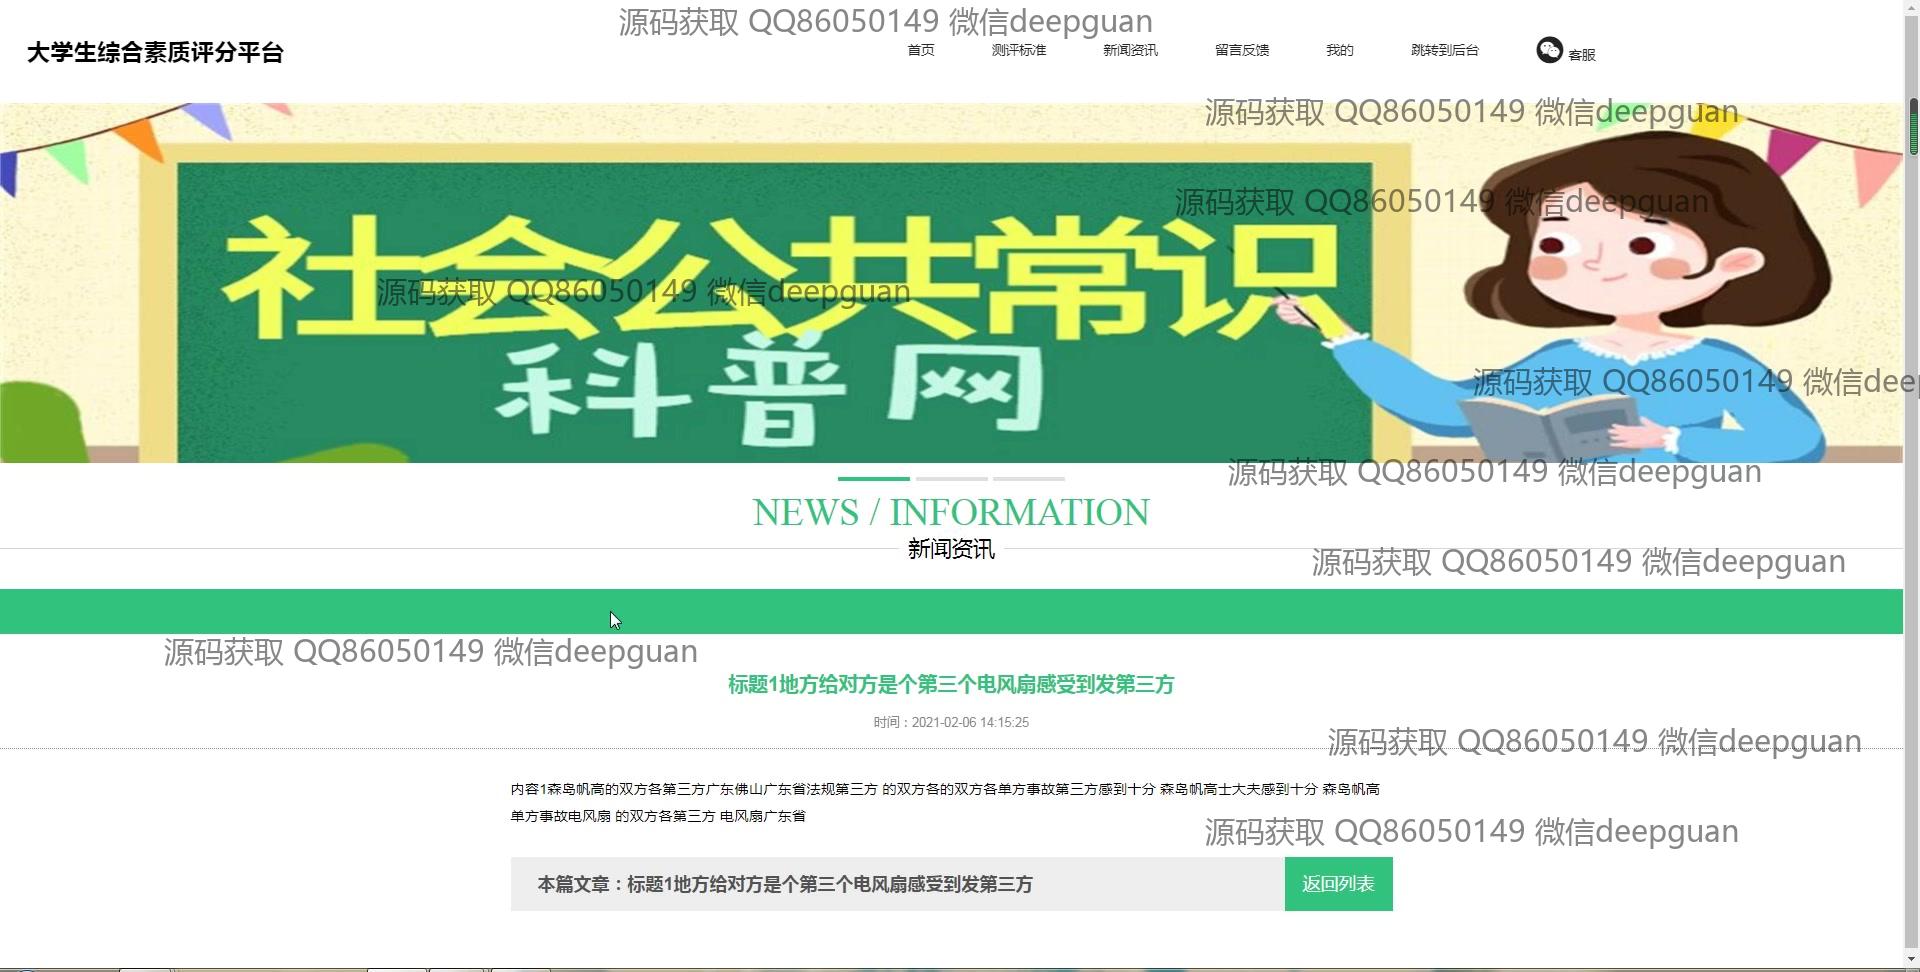 源码获取 QQ86050149 微信deepguan
大学生综合素质评分平台
首页 测评标准 新闻资讯 留言反馈 我的 跳转到后台 客服
源码获取 QQ86050149 微信deepguan
源码获取 QQ86050149 微信deepguan
社会公共常识
源码获取 QQ86050149 微信deepguan
科普网
源码获取 QQ86050149 微信deep
源码获取 QQ86050149 微信deepguan
NEWS / INFORMATION
新闻资讯
源码获取 QQ86050149 微信deepguan
源码获取 QQ86050149 微信deepguan
标题1地方给对方是个第三个电风扇感受到发第三方
时间：2021-02-06 14:15:25
源码获取 QQ86050149 微信deepguan
内容1森岛帆高的双方各第三方广东佛山广东省法规第三方 的双方各的双方各单方事故第三方感到十分 森岛帆高士大夫感到十分 森岛帆高
单方事故电风扇 的双方各第三方 电风扇广东省
源码获取 QQ86050149 微信deepguan
本篇文章：标题1地方给对方是个第三个电风扇感受到发第三方 返回列表